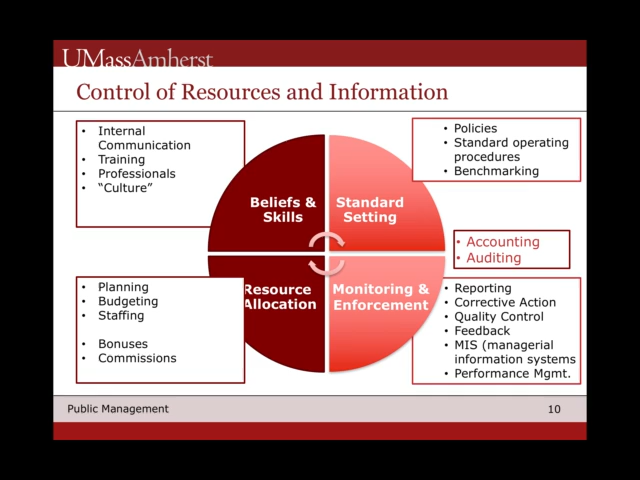 UMassAmherst
Control of Resources and Information
• Internal
Communication
• Training
• Professionals
• “Culture”
• Policies
• Standard operating
procedures
• Benchmarking
Beliefs &
Skills
Standard
Setting
• Accounting
• Auditing
• Planning
• Budgeting
• Staffing
• Bonuses
• Commissions
Resource
Allocation
Monitoring &
Enforcement
• Reporting
• Corrective Action
• Quality Control
• Feedback
• MIS (managerial
information systems
• Performance Mgmt.
Public Management
10